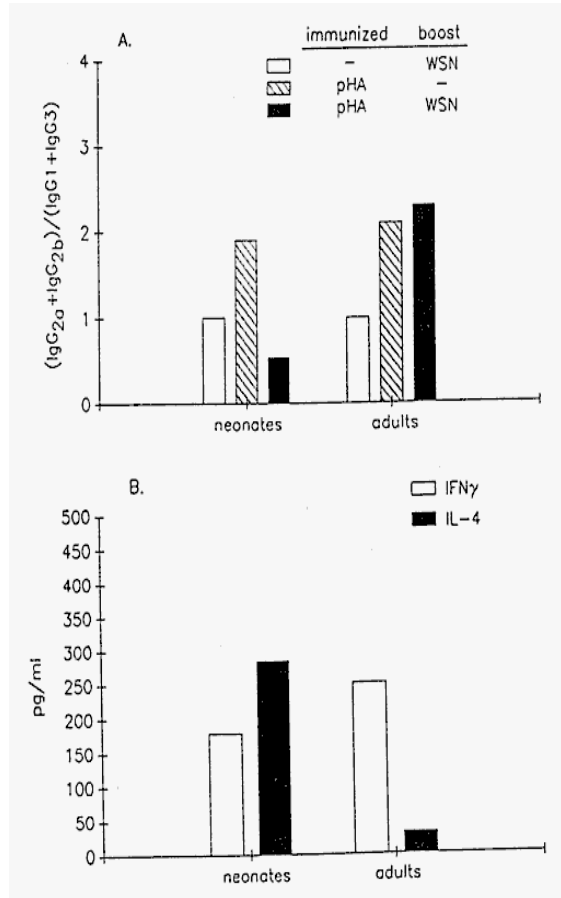 A.
immunized boost
– WSN
pHA –
pHA WSN
(IgG2a+IgG2b)/(IgG1+IgG3)
4
3
2
1
0
neonates adults
B.
IFNγ
IL-4
pg/ml
500
450
400
350
300
250
200
150
100
50
0
neonates adults